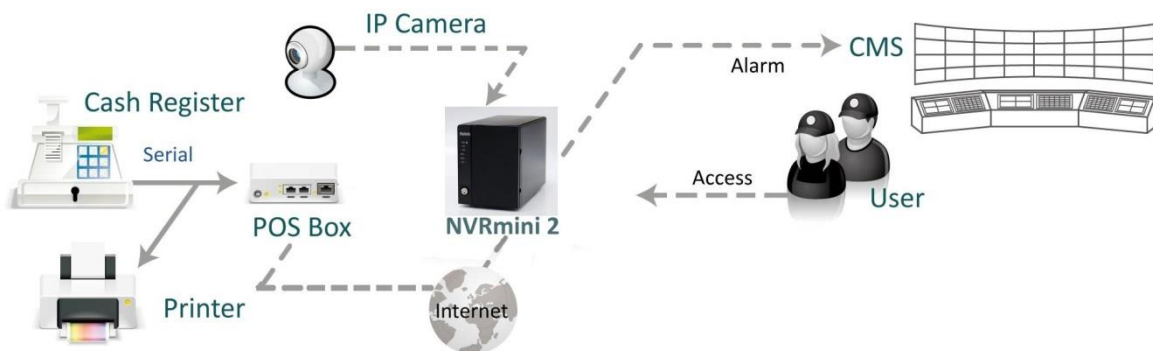 IP Camera
CMS
Alarm
Cash Register
Serial
Access
User
POS Box
NVRmini 2
Printer
Internet